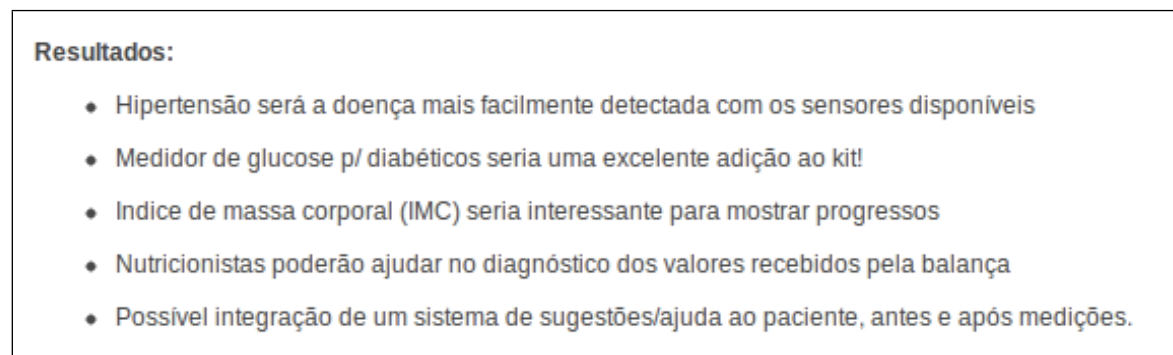 Resultados:
• Hipertensão será a doença mais facilmente detectada com os sensores disponíveis
• Medidor de glucose p/ diabéticos seria uma excelente adição ao kit!
• Indice de massa corporal (IMC) seria interessante para mostrar progressos
• Nutricionistas poderão ajudar no diagnóstico dos valores recebidos pela balança
• Possível integração de um sistema de sugestões/ajuda ao paciente, antes e após medições.